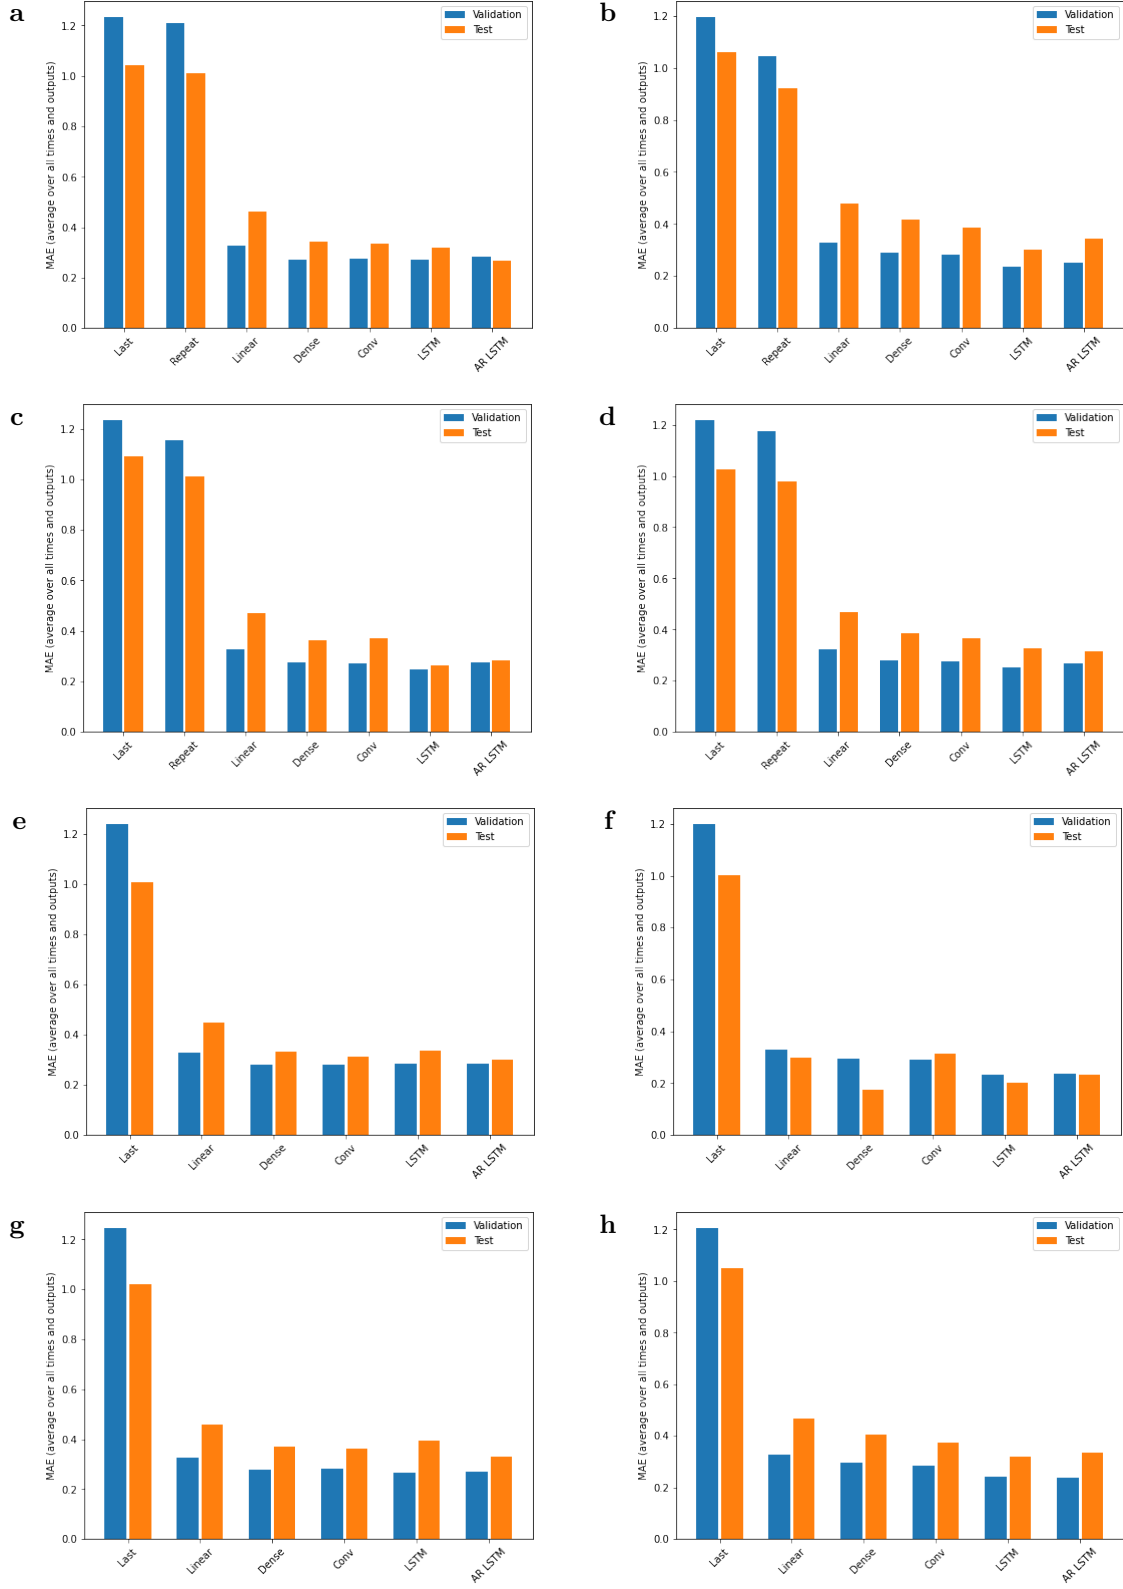 a
MAE (average over all times and outputs)
1.2
1.0
0.8
0.6
0.4
0.2
0.0
Validation
Test
Last Repeat Linear Dense Conv LSTM AR LSTM
b
MAE (average over all times and outputs)
1.2
1.0
0.8
0.6
0.4
0.2
0.0
Validation
Test
Last Repeat Linear Dense Conv LSTM AR LSTM
c
MAE (average over all times and outputs)
1.2
1.0
0.8
0.6
0.4
0.2
0.0
Validation
Test
Last Repeat Linear Dense Conv LSTM AR LSTM
d
MAE (average over all times and outputs)
1.2
1.0
0.8
0.6
0.4
0.2
0.0
Validation
Test
Last Repeat Linear Dense Conv LSTM AR LSTM
e
MAE (average over all times and outputs)
1.2
1.0
0.8
0.6
0.4
0.2
0.0
Validation
Test
Last Linear Dense Conv LSTM AR LSTM
f
MAE (average over all times and outputs)
1.2
1.0
0.8
0.6
0.4
0.2
0.0
Validation
Test
Last Linear Dense Conv LSTM AR LSTM
g
MAE (average over all times and outputs)
1.2
1.0
0.8
0.6
0.4
0.2
0.0
Validation
Test
Last Linear Dense Conv LSTM AR LSTM
h
MAE (average over all times and outputs)
1.2
1.0
0.8
0.6
0.4
0.2
0.0
Validation
Test
Last Linear Dense Conv LSTM AR LSTM